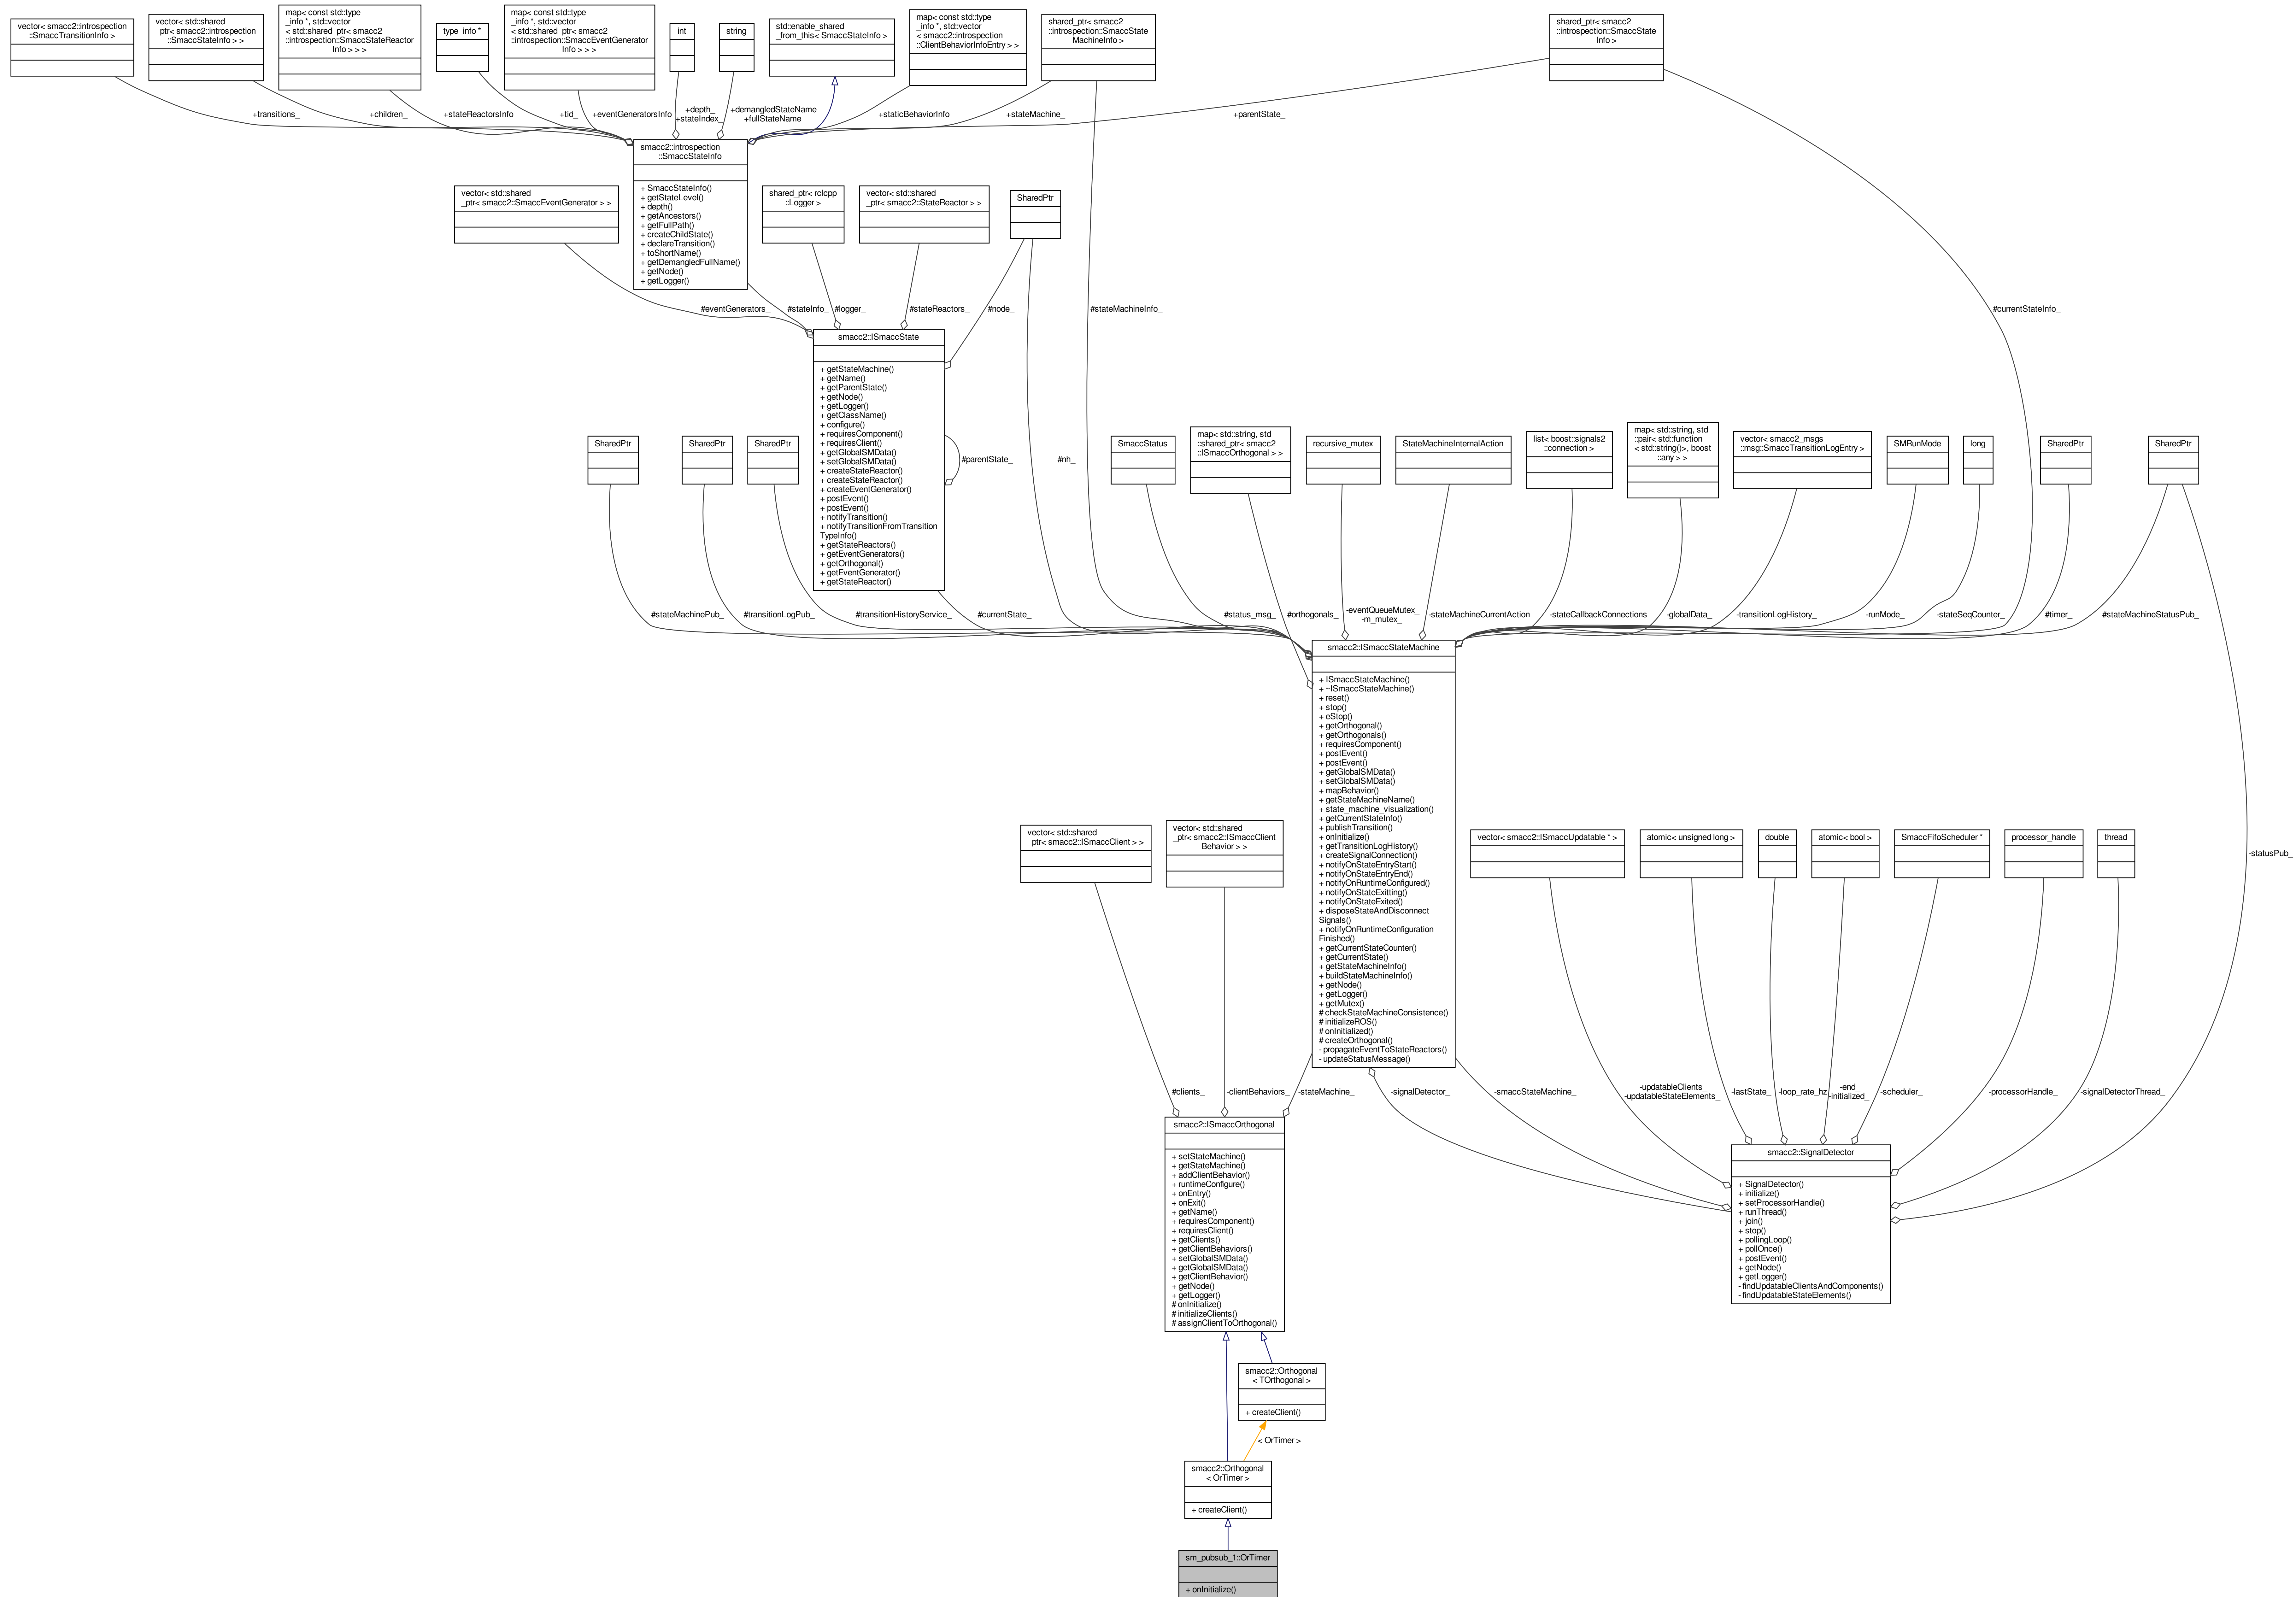 vector< smacc2::introspection
::SmaccTransitionInfo >
vector< std::shared
_ptr< smacc2::introspection
::SmaccStateInfo > >
map< const std::type
_info *, std::vector
< std::shared_ptr< smacc2
::introspection::SmaccStateReactor
Info > > >
type_info *
map< const std::type
_info *, std::vector
< std::shared_ptr< smacc2
::introspection::SmaccEventGenerator
Info > > >
int
string
std::enable_shared
_from_this< SmaccStateInfo >
map< const std::type
_info *, std::vector
< smacc2::introspection
::ClientBehaviorInfoEntry > >
shared_ptr< smacc2
::introspection::SmaccState
MachineInfo >
shared_ptr< smacc2
::introspection::SmaccState
Info >
+transitions_
+children_
+stateReactorsInfo
+tid_
+eventGeneratorsInfo
+depth_
+stateIndex_
+demangledStateName
+fullStateName
+staticBehaviorInfo
+stateMachine_
+parentState_
smacc2::introspection
::SmaccStateInfo
+ SmaccStateInfo()
+ getStateLevel()
+ depth()
+ getAncestors()
+ getFullPath()
+ createChildState()
+ declareTransition()
+ toShortName()
+ getDemangledFullName()
+ getNode()
+ getLogger()
vector< std::shared
_ptr< smacc2::SmaccEventGenerator > >
shared_ptr< rclcpp
::Logger >
vector< std::shared
_ptr< smacc2::StateReactor > >
SharedPtr
#eventGenerators_
#stateInfo_
#logger_
#stateReactors_
#node_
#stateMachineInfo_
#currentStateInfo_
smacc2::ISmaccState
+ getStateMachine()
+ getName()
+ getParentState()
+ getNode()
+ getLogger()
+ getClassName()
+ configure()
+ requiresComponent()
+ requiresClient()
+ getGlobalSMData()
+ setGlobalSMData()
+ createStateReactor()
+ createStateReactor()
+ createEventGenerator()
+ postEvent()
+ postEvent()
+ notifyTransition()
+ notifyTransitionFromTransition
TypeInfo()
+ getStateReactors()
+ getEventGenerators()
+ getOrthogonal()
+ getEventGenerator()
+ getStateReactor()
#parentState_
#nh_
SharedPtr
SharedPtr
SharedPtr
SmaccStatus
map< std::string, std
::shared_ptr< smacc2
::ISmaccOrthogonal > >
recursive_mutex
StateMachineInternalAction
list< boost::signals2
::connection >
map< std::string, std
::pair< std::function
< std::string()>, boost
::any > >
vector< smacc2_msgs
::msg::SmaccTransitionLogEntry >
SMRunMode
long
SharedPtr
SharedPtr
#stateMachinePub_
#transitionLogPub_
#transitionHistoryService_
#currentState_
#status_msg_
#orthogonals_
-eventQueueMutex_
-m_mutex_
-stateMachineCurrentAction
-stateCallbackConnections
-globalData_
-transitionLogHistory_
-runMode_
-stateSeqCounter_
#timer_
#stateMachineStatusPub_
smacc2::ISmaccStateMachine
+ ISmaccStateMachine()
+ ~ISmaccStateMachine()
+ reset()
+ stop()
+ eStop()
+ getOrthogonal()
+ getOrthogonals()
+ requiresComponent()
+ postEvent()
+ postEvent()
+ getGlobalSMData()
+ setGlobalSMData()
+ mapBehavior()
+ getStateMachineName()
+ state_machine_visualization()
+ getCurrentStateInfo()
+ publishTransition()
+ onInitialize()
+ getTransitionLogHistory()
+ createSignalConnection()
+ notifyOnStateEntryStart()
+ notifyOnStateEntryEnd()
+ notifyOnRuntimeConfigured()
+ notifyOnStateExitting()
+ notifyOnStateExited()
+ disposeStateAndDisconnect
Signals()
+ notifyOnRuntimeConfiguration
Finished()
+ getCurrentStateCounter()
+ getCurrentState()
+ getStateMachineInfo()
+ buildStateMachineInfo()
+ getNode()
+ getLogger()
+ getMutex()
# checkStateMachineConsistence()
# initializeROS()
# onInitialized()
# createOrthogonal()
- propagateEventToStateReactors()
- updateStatusMessage()
vector< std::shared
_ptr< smacc2::ISmaccClient > >
vector< std::shared
_ptr< smacc2::ISmaccClient
Behavior > >
vector< smacc2::ISmaccUpdatable * >
atomic< unsigned long >
double
atomic< bool >
SmaccFifoScheduler *
processor_handle
thread
-statusPub_
#clients_
-clientBehaviors_
-stateMachine_
-signalDetector_
-smaccStateMachine_
-updatableClients_
-updatableStateElements_
-lastState_
-loop_rate_hz
-end_
-initialized_
-scheduler_
-processorHandle_
-signalDetectorThread_
smacc2::ISmaccOrthogonal
+ setStateMachine()
+ getStateMachine()
+ addClientBehavior()
+ runtimeConfigure()
+ onEntry()
+ onExit()
+ getName()
+ requiresComponent()
+ requiresClient()
+ getClients()
+ getClientBehaviors()
+ setGlobalSMData()
+ getGlobalSMData()
+ getClientBehavior()
+ getNode()
+ getLogger()
# onInitialize()
# initializeClients()
# assignClientToOrthogonal()
smacc2::SignalDetector
+ SignalDetector()
+ initialize()
+ setProcessorHandle()
+ runThread()
+ join()
+ stop()
+ pollingLoop()
+ pollOnce()
+ postEvent()
+ getNode()
+ getLogger()
- findUpdatableClientsAndComponents()
- findUpdatableStateElements()
smacc2::Orthogonal
< TOrthogonal >
+ createClient()
< OrTimer >
smacc2::Orthogonal
< OrTimer >
+ createClient()
sm_pubsub_1::OrTimer
+ onInitialize()